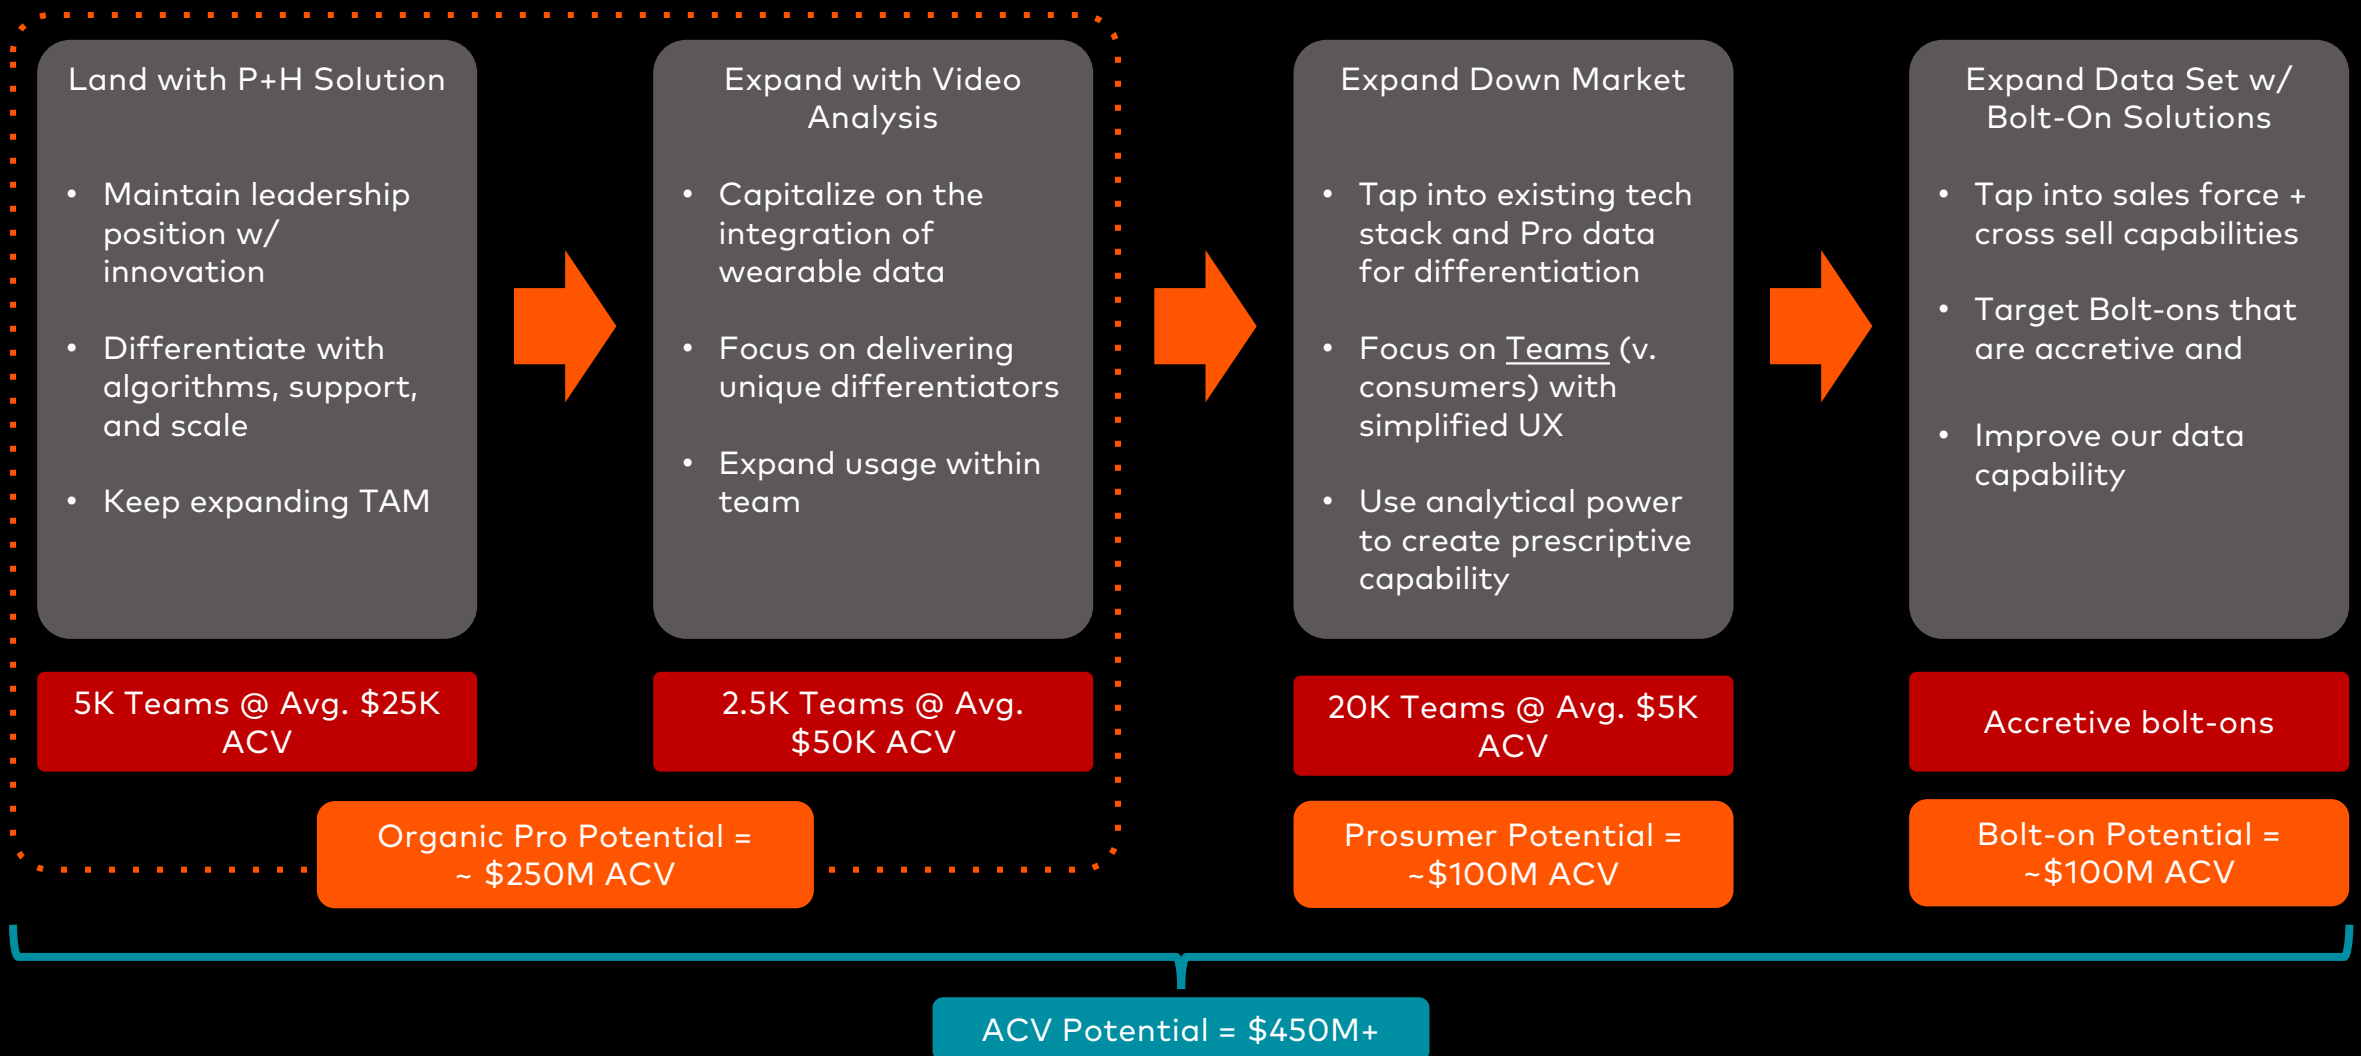 Land with P+H Solution
• Maintain leadership
position w/
innovation
• Differentiate with
algorithms, support,
and scale
• Keep expanding TAM
5K Teams @ Avg. $25K
ACV
Expand with Video
Analysis
• Capitalize on the
integration of
wearable data
• Focus on delivering
unique differentiators
• Expand usage within
team
2.5K Teams @ Avg.
$50K ACV
Organic Pro Potential =
~ $250M ACV
Expand Down Market
• Tap into existing tech
stack and Pro data
for differentiation
• Focus on Teams (v.
consumers) with
simplified UX
• Use analytical power
to create prescriptive
capability
20K Teams @ Avg. $5K
ACV
Prosumer Potential =
~$100M ACV
Expand Data Set w/
Bolt-On Solutions
• Tap into sales force +
cross sell capabilities
• Target Bolt-ons that
are accretive and
• Improve our data
capability
Accretive bolt-ons
Bolt-on Potential =
~$100M ACV
ACV Potential = $450M+